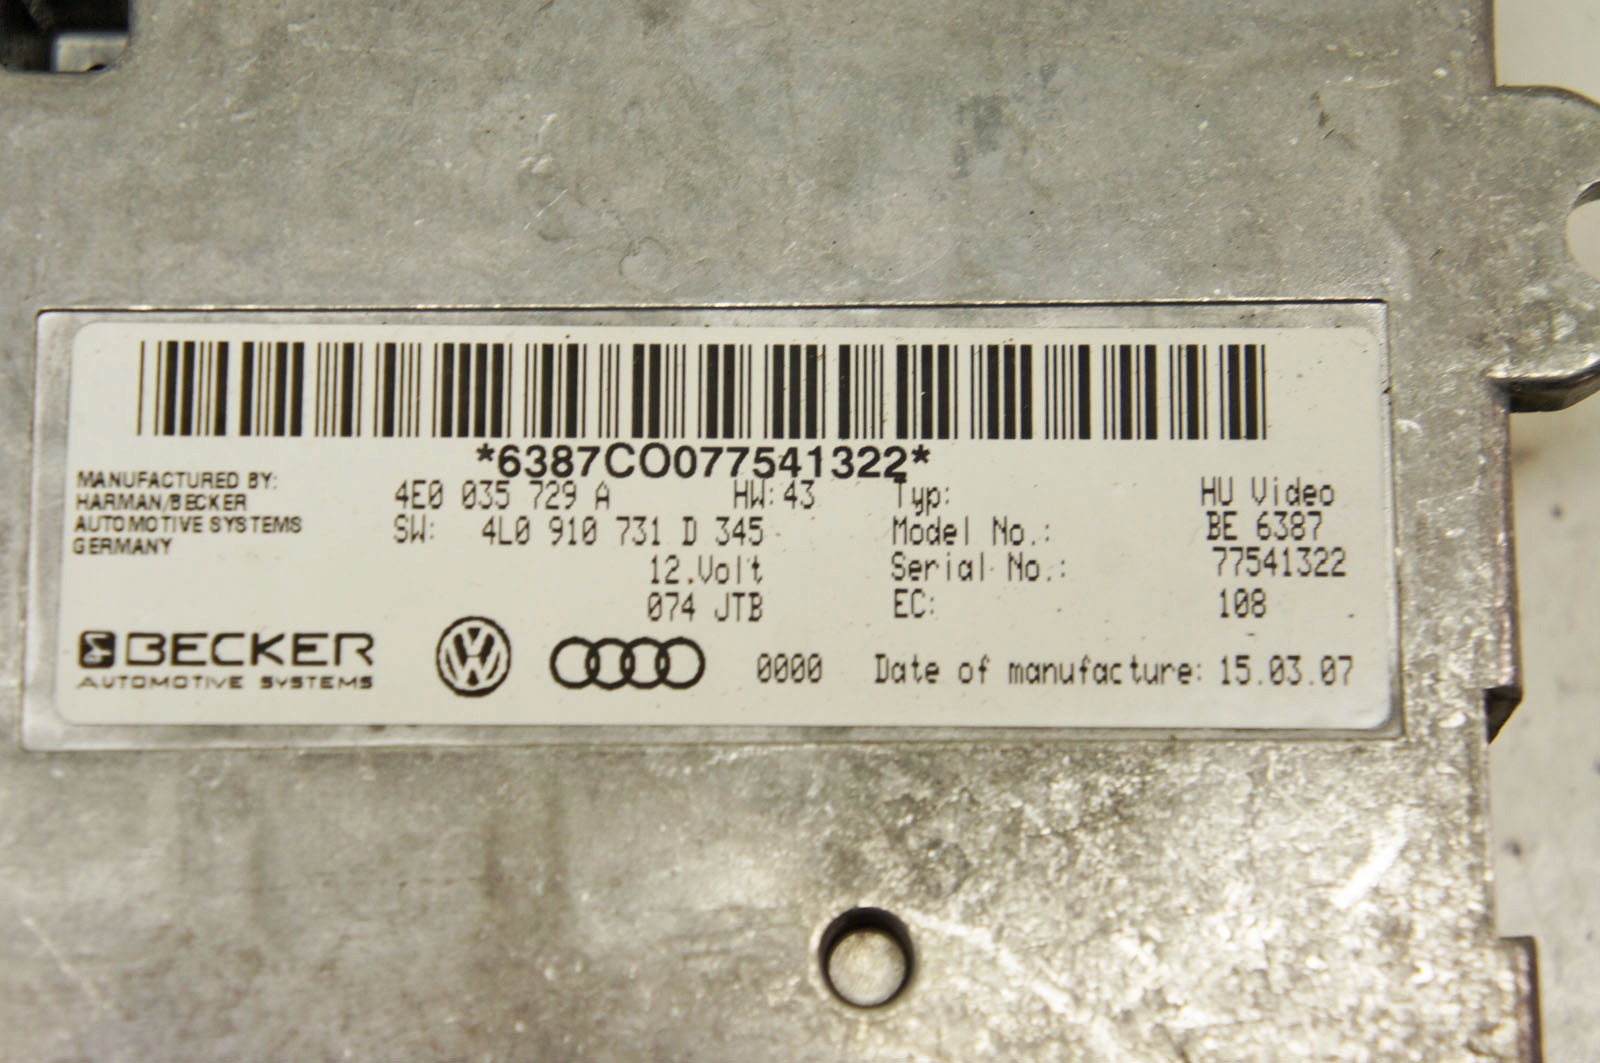 *6387CO077541322*
MANUFACTURED BY:
HARMAN/BECKER
AUTOMOTIVE SYSTEMS
GERMANY
4E0 035 729 A HW:43 Typ: HU Video
SW: 4L0 910 731 D 345 Model No.: BE 6387
12.Volt Serial No.: 77541322
074 JTB EC: 108
BECKER
AUTOMOTIVE SYSTEMS
0000 Date of manufacture: 15.03.07